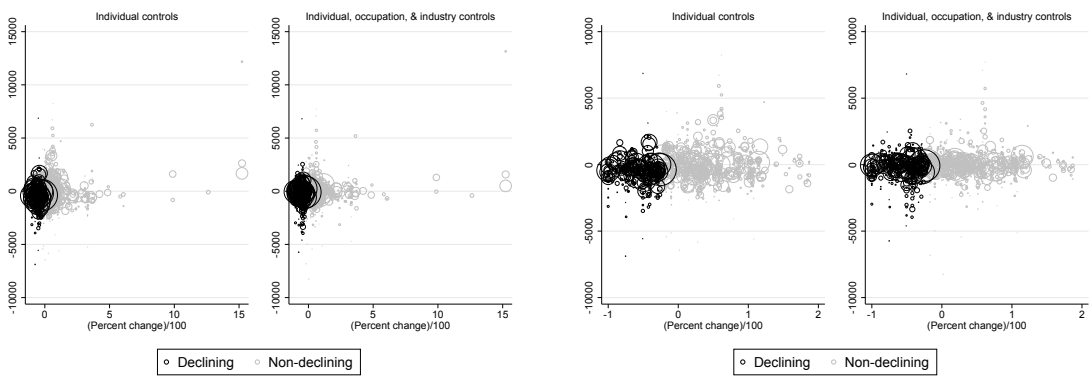 Individual controls
Individual, occupation, & industry controls
Individual controls
Individual, occupation, & industry controls
15000
10000
5000
0
-5000
-10000
0 5 10 15
(Percent change)/100
15000
10000
5000
0
-5000
-10000
0 5 10 15
(Percent change)/100
10000
5000
0
-5000
-10000
-1 0 1 2
(Percent change)/100
10000
5000
0
-5000
-10000
-1 0 1 2
(Percent change)/100
Declining Non-declining
Declining Non-declining